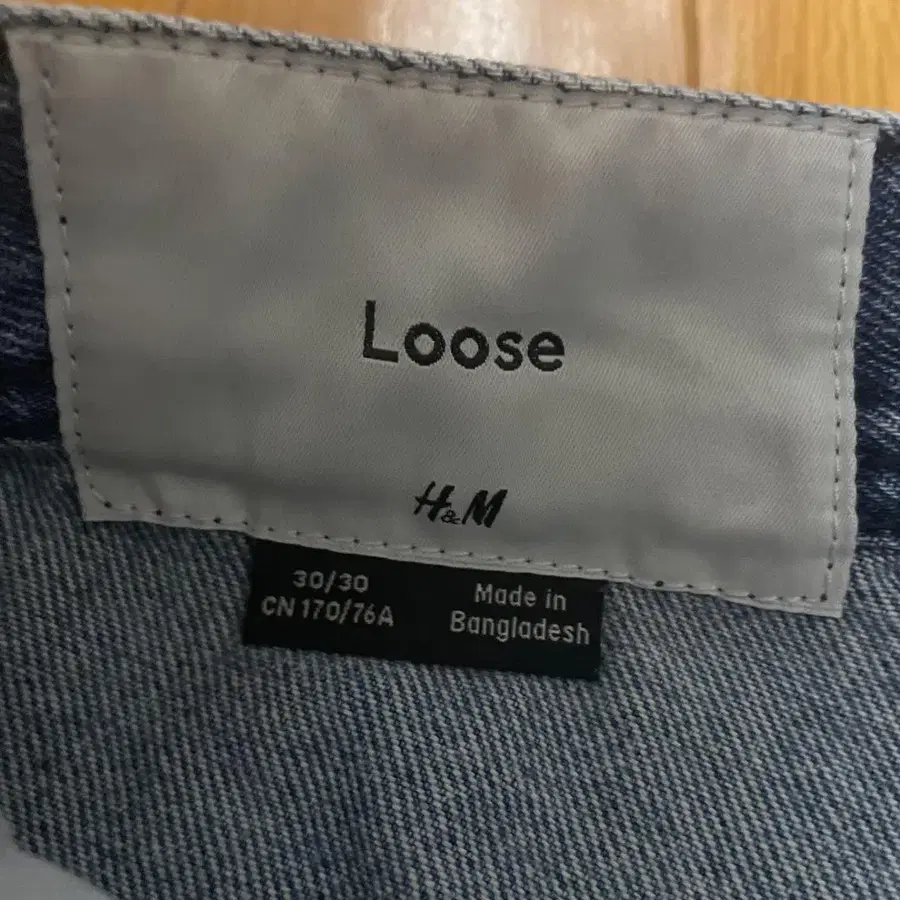 Loose
H&M
30/30
CN 170/76A
Made in
Bangladesh